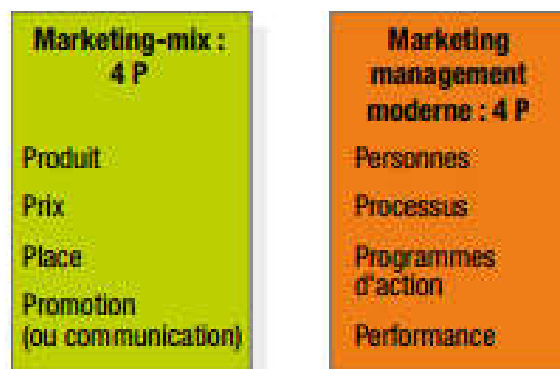 Marketing-mix :
4 P
Produit
Prix
Place
Promotion
(ou communication)
Marketing
management
moderne : 4 P
Personnes
Processus
Programmes
d'action
Performance